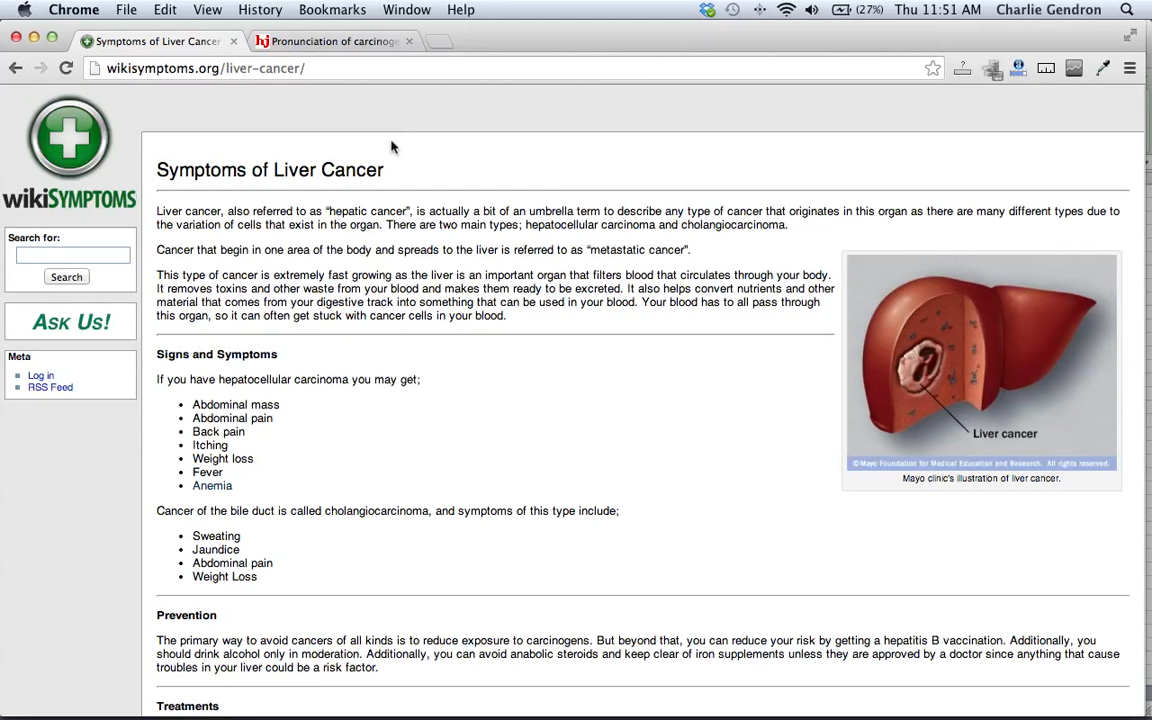 Chrome File Edit View History Bookmarks Window Help (27%) Thu 11:51 AM Charlie Gendron
Symptoms of Liver Cancer Pronunciation of carcinoge
wikisymptoms.org/liver-cancer/
wikiSYMPTOMS
Search for:
Search
ASK US!
Meta
Log in
RSS Feed
Symptoms of Liver Cancer
Liver cancer, also referred to as “hepatic cancer”, is actually a bit of an umbrella term to describe any type of cancer that originates in this organ as there are many different types due to
the variation of cells that exist in the organ. There are two main types; hepatocellular carcinoma and cholangiocarcinoma.
Cancer that begin in one area of the body and spreads to the liver is referred to as “metastatic cancer”.
This type of cancer is extremely fast growing as the liver is an important organ that filters blood that circulates through your body.
It removes toxins and other waste from your blood and makes them ready to be excreted. It also helps convert nutrients and other
material that comes from your digestive track into something that can be used in your blood. Your blood has to all pass through
this organ, so it can often get stuck with cancer cells in your blood.
Liver cancer
©Mayo Foundation for Medical Education and Research. All rights reserved.
Mayo clinic's illustration of liver cancer.
Signs and Symptoms
If you have hepatocellular carcinoma you may get;
Abdominal mass
Abdominal pain
Back pain
Itching
Weight loss
Fever
Anemia
Cancer of the bile duct is called cholangiocarcinoma, and symptoms of this type include;
Sweating
Jaundice
Abdominal pain
Weight Loss
Prevention
The primary way to avoid cancers of all kinds is to reduce exposure to carcinogens. But beyond that, you can reduce your risk by getting a hepatitis B vaccination. Additionally, you
should drink alcohol only in moderation. Additionally, you can avoid anabolic steroids and keep clear of iron supplements unless they are approved by a doctor since anything that cause
troubles in your liver could be a risk factor.
Treatments